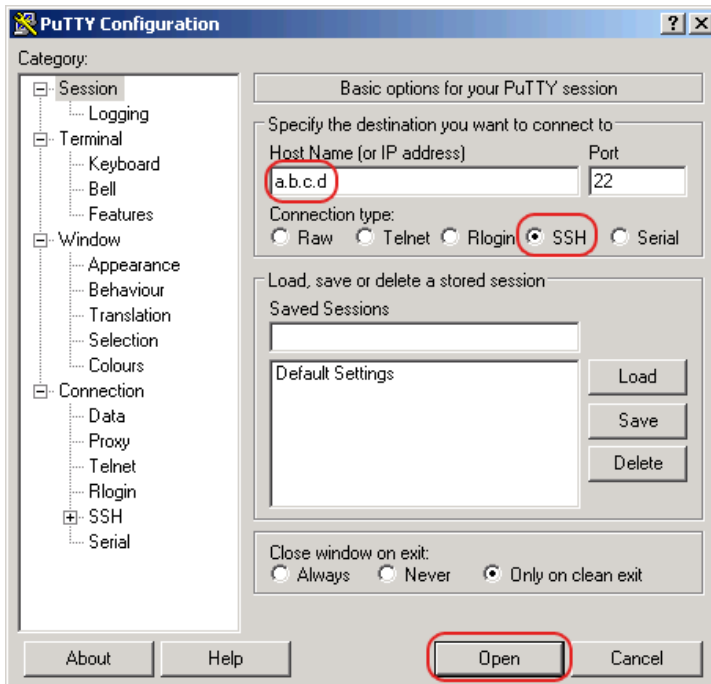 PuTTY Configuration
Category:
Session
Logging
Terminal
Keyboard
Bell
Features
Window
Appearance
Behaviour
Translation
Selection
Colours
Connection
Data
Proxy
Telnet
Rlogin
SSH
Serial
Basic options for your PuTTY session
Specify the destination you want to connect to
Host Name (or IP address) Port
a.b.c.d 22
Connection type:
Raw Telnet Rlogin SSH Serial
Load, save or delete a stored session
Saved Sessions
Default Settings
Load
Save
Delete
Close window on exit:
Always Never Only on clean exit
About Help Open Cancel